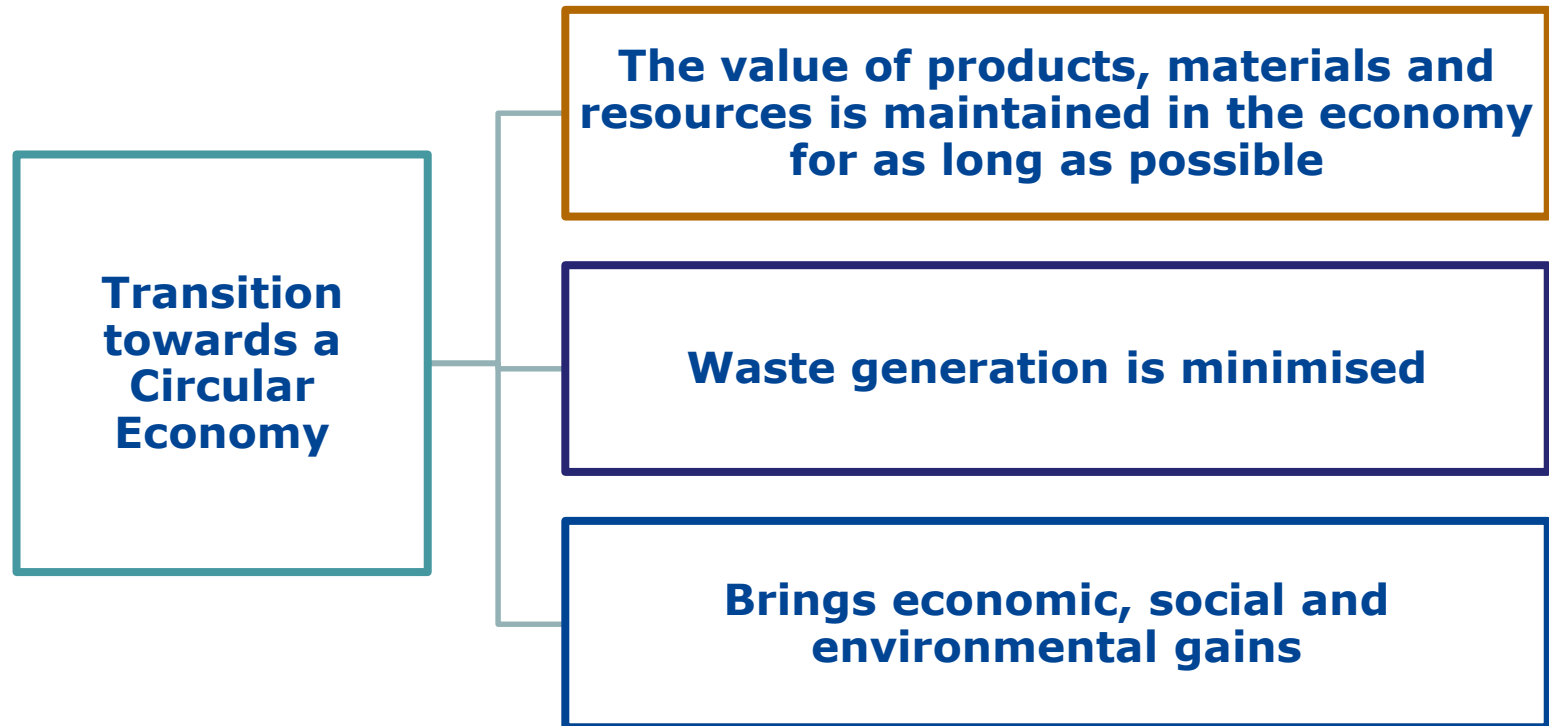 Transition
towards a
Circular
Economy
The value of products, materials and
resources is maintained in the economy
for as long as possible
Waste generation is minimised
Brings economic, social and
environmental gains